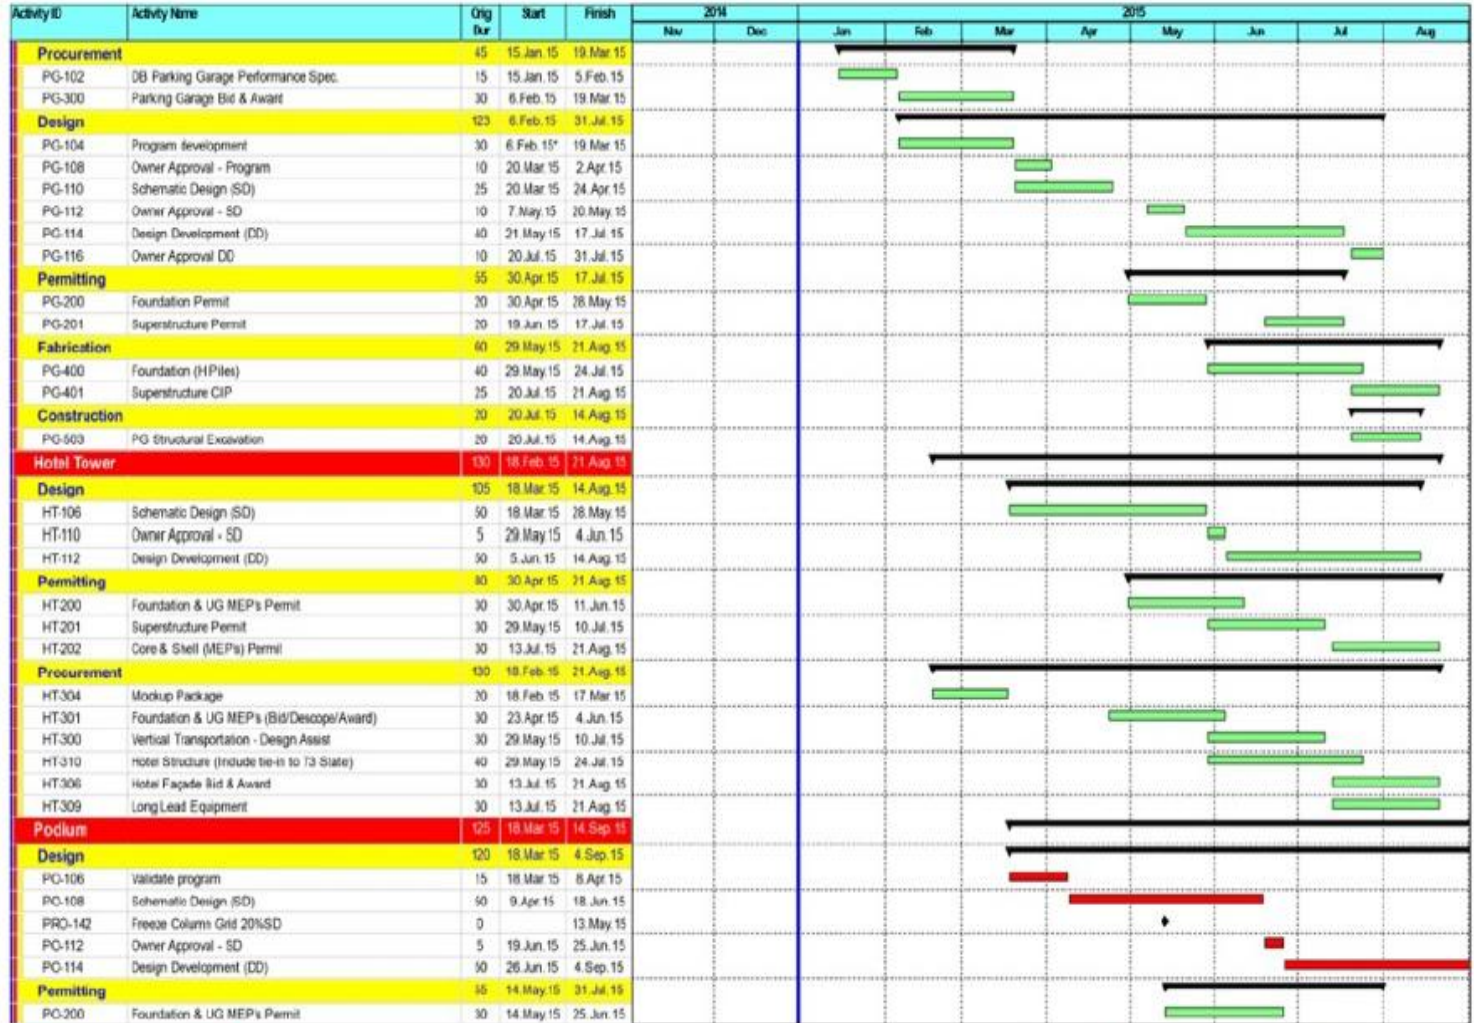 Activity ID Activity Name Orig Dur Start Finish 2014 2015
Nov Dec Jan Feb Mar Apr May Jun Jul Aug
Procurement 45 15.Jan.15 19.Mar.15
PG-102 DB Parking Garage Performance Spec. 15 15.Jan.15 5.Feb.15
PG-300 Parking Garage Bid & Award 30 6.Feb.15 19.Mar.15
Design 123 6.Feb.15 31.Jul.15
PG-104 Program development 30 6.Feb.15* 19.Mar.15
PG-108 Owner Approval - Program 10 20.Mar.15 2.Apr.15
PG-110 Schematic Design (SD) 25 20.Mar.15 24.Apr.15
PG-112 Owner Approval - SD 10 7.May.15 20.May.15
PG-114 Design Development (DD) 40 21.May.15 17.Jul.15
PG-116 Owner Approval DD 10 20.Jul.15 31.Jul.15
Permitting 55 30.Apr.15 17.Jul.15
PG-200 Foundation Permit 20 30.Apr.15 28.May.15
PG-201 Superstructure Permit 20 19.Jun.15 17.Jul.15
Fabrication 60 29.May.15 21.Aug.15
PG-400 Foundation (H Piles) 40 29.May.15 24.Jul.15
PG-401 Superstructure CIP 25 20.Jul.15 21.Aug.15
Construction 20 20.Jul.15 14.Aug.15
PG-503 PG Structural Excavation 20 20.Jul.15 14.Aug.15
Hotel Tower 130 18.Feb.15 21.Aug.15
Design 105 18.Mar.15 14.Aug.15
HT-106 Schematic Design (SD) 50 18.Mar.15 28.May.15
HT-110 Owner Approval - SD 5 29.May.15 4.Jun.15
HT-112 Design Development (DD) 50 5.Jun.15 14.Aug.15
Permitting 80 30.Apr.15 21.Aug.15
HT-200 Foundation & UG MEP's Permit 30 30.Apr.15 11.Jun.15
HT-201 Superstructure Permit 30 29.May.15 10.Jul.15
HT-202 Core & Shell (MEP's) Permit 30 13.Jul.15 21.Aug.15
Procurement 130 18.Feb.15 21.Aug.15
HT-304 Mockup Package 20 18.Feb.15 17.Mar.15
HT-301 Foundation & UG MEP's (Bid/Descope/Award) 30 23.Apr.15 4.Jun.15
HT-300 Vertical Transportation - Design Assist 30 29.May.15 10.Jul.15
HT-310 Hotel Structure (Include tie-in to T3 Slate) 40 29.May.15 24.Jul.15
HT-306 Hotel Façade Bid & Award 30 13.Jul.15 21.Aug.15
HT-309 Long Lead Equipment 30 13.Jul.15 21.Aug.15
Podium 125 18.Mar.15 14.Sep.15
Design 120 18.Mar.15 4.Sep.15
PO-106 Validate program 15 18.Mar.15 8.Apr.15
PO-108 Schematic Design (SD) 50 9.Apr.15 18.Jun.15
PRO-142 Freeze Column Grid 20%SD 0 13.May.15
PO-112 Owner Approval - SD 5 19.Jun.15 25.Jun.15
PO-114 Design Development (DD) 50 26.Jun.15 4.Sep.15
Permitting 55 14.May.15 31.Jul.15
PO-200 Foundation & UG MEP's Permit 30 14.May.15 25.Jun.15